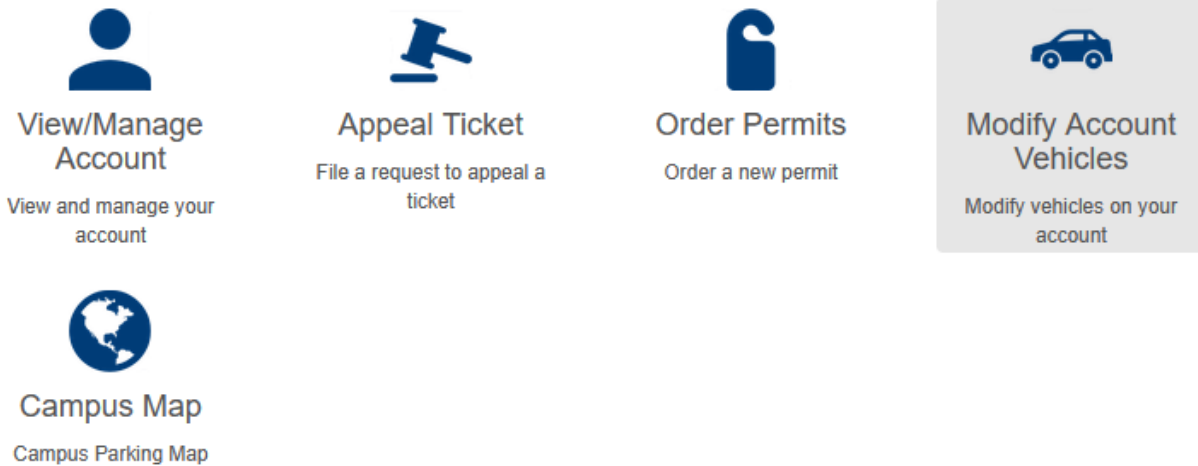 View/Manage
Account
View and manage your
account
Appeal Ticket
File a request to appeal a
ticket
Order Permits
Order a new permit
Modify Account
Vehicles
Modify vehicles on your
account
Campus Map
Campus Parking Map